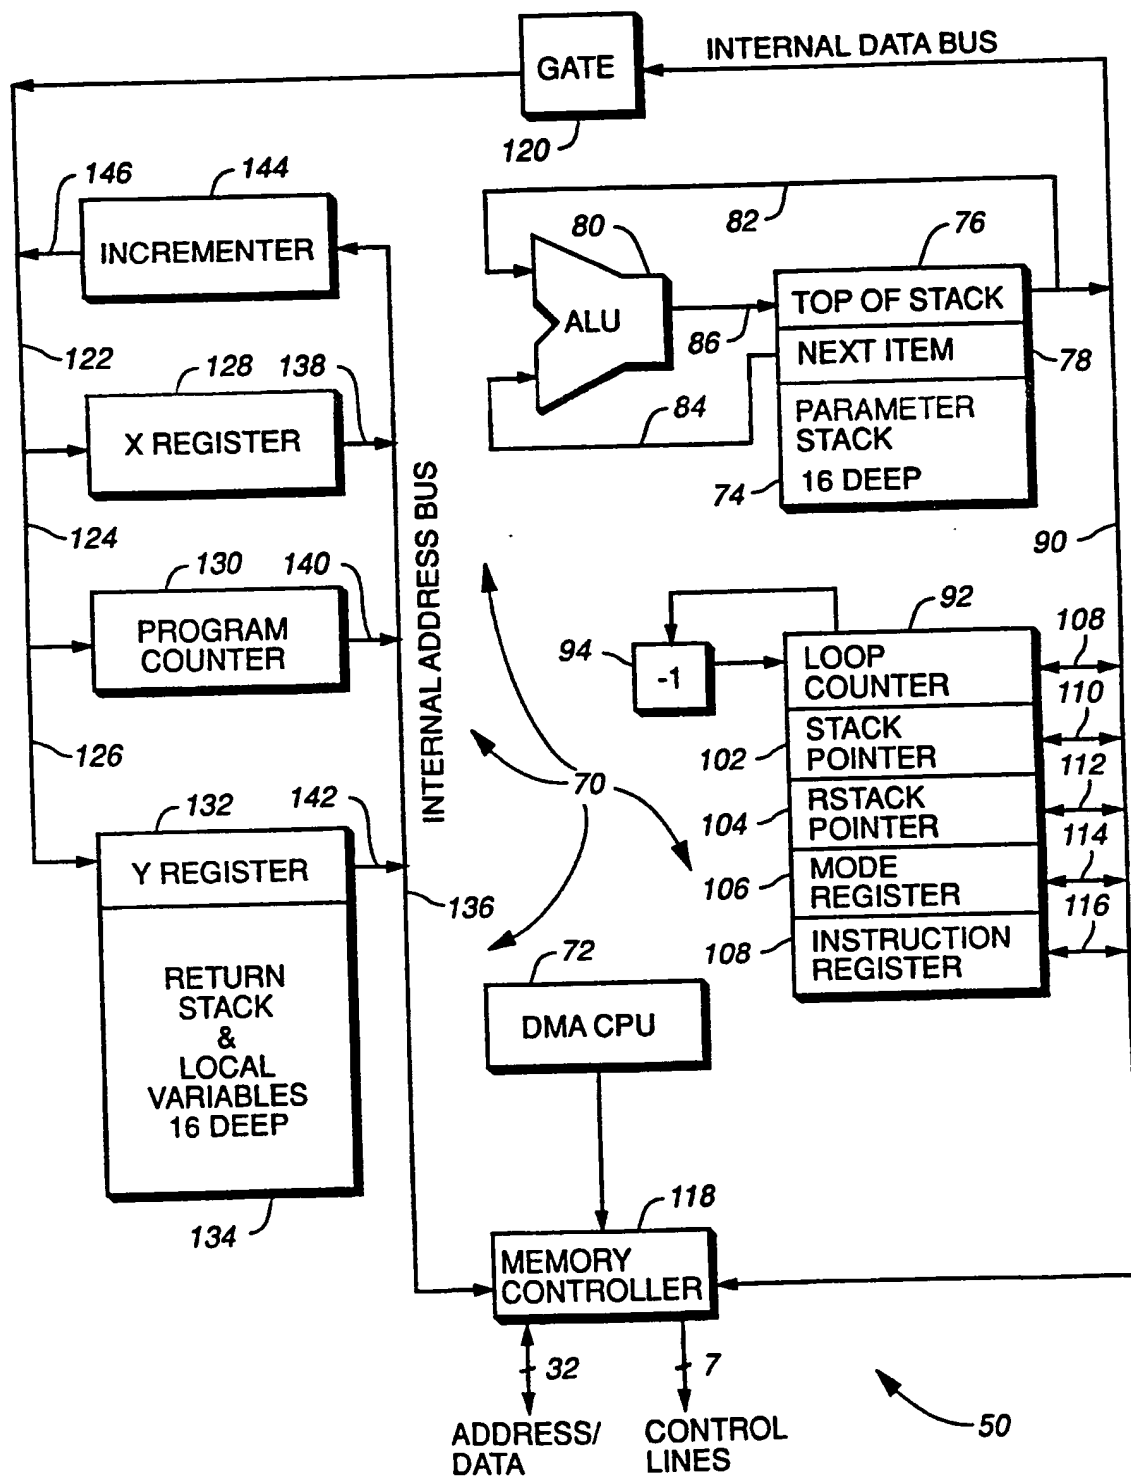 INTERNAL DATA BUS
GATE
120
146
144
INCREMENTER
82
80
76
ALU
86
TOP OF STACK
NEXT ITEM
78
84
PARAMETER
STACK
16 DEEP
74
122
128
138
X REGISTER
124
INTERNAL ADDRESS BUS
90
130
140
PROGRAM
COUNTER
92
94
-1
LOOP
COUNTER
108
110
102
STACK
POINTER
112
104
RSTACK
POINTER
114
106
MODE
REGISTER
116
108
INSTRUCTION
REGISTER
126
70
132
142
Y REGISTER
136
RETURN
STACK
&
LOCAL
VARIABLES
16 DEEP
134
72
DMA CPU
118
MEMORY
CONTROLLER
32
7
ADDRESS/
DATA
CONTROL
LINES
50